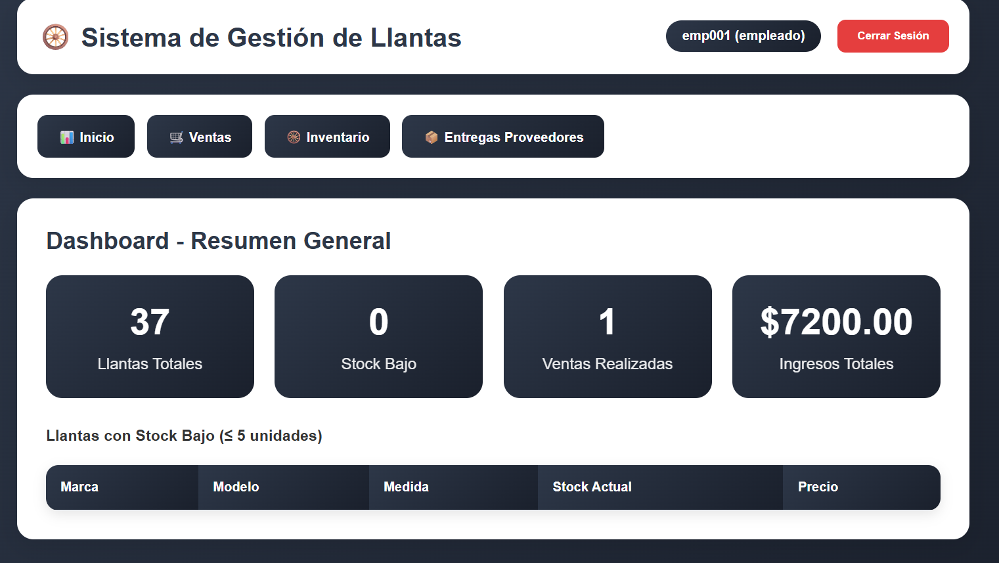 Sistema de Gestión de Llantas
emp001 (empleado)
Cerrar Sesión
Inicio
Ventas
Inventario
Entregas Proveedores
Dashboard - Resumen General
37
Llantas Totales
0
Stock Bajo
1
Ventas Realizadas
$7200.00
Ingresos Totales
Llantas con Stock Bajo (≤ 5 unidades)
Marca Modelo Medida Stock Actual Precio